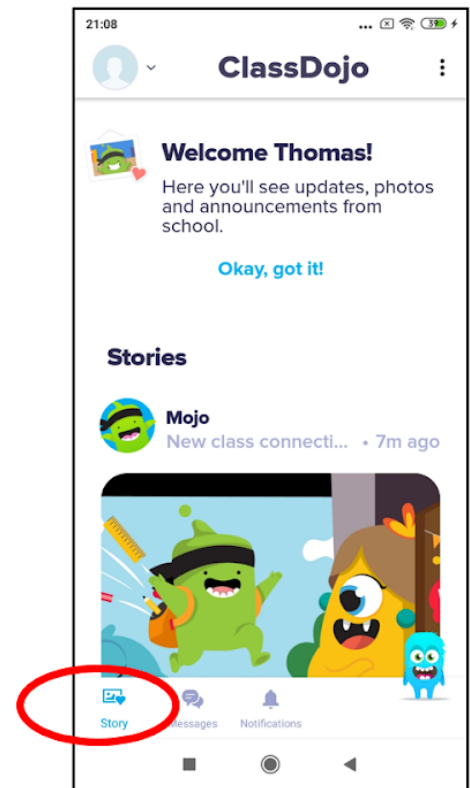 21:08 ... 39
ClassDojo
Welcome Thomas!
Here you'll see updates, photos
and announcements from
school.
Okay, got it!
Stories
Mojo
New class connecti... • 7m ago
Story Messages Notifications